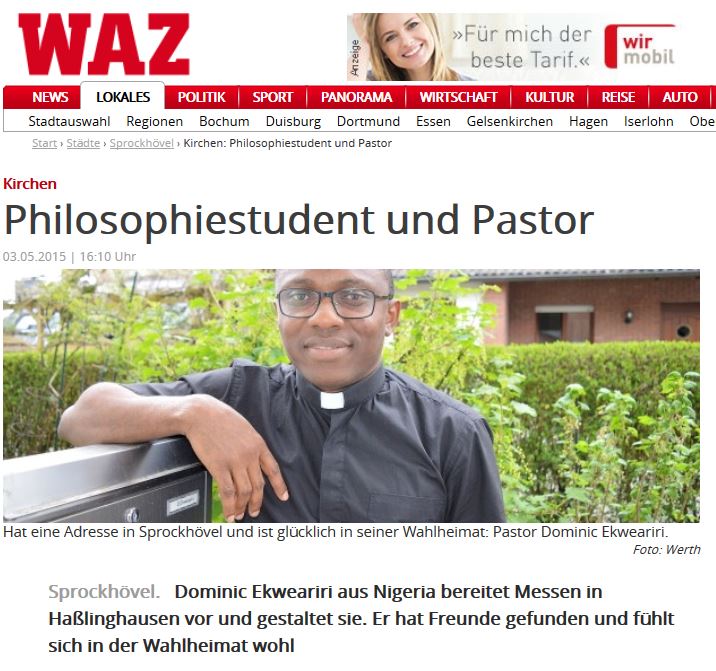 WAZ
Anzeige
»Für mich der
beste Tarif.«
wir
mobil
NEWS LOKALES POLITIK SPORT PANORAMA WIRTSCHAFT KULTUR REISE AUTO
Stadtauswahl Regionen Bochum Duisburg Dortmund Essen Gelsenkirchen Hagen Iserlohn Obe
Start › Städte › Sprockhövel › Kirchen: Philosophiestudent und Pastor
Kirchen
Philosophiestudent und Pastor
03.05.2015 | 16:10 Uhr
Hat eine Adresse in Sprockhövel und ist glücklich in seiner Wahlheimat: Pastor Dominic Ekweariri.
Foto: Werth
Sprockhövel. Dominic Ekweariri aus Nigeria bereitet Messen in
Haßlinghausen vor und gestaltet sie. Er hat Freunde gefunden und fühlt
sich in der Wahlheimat wohl